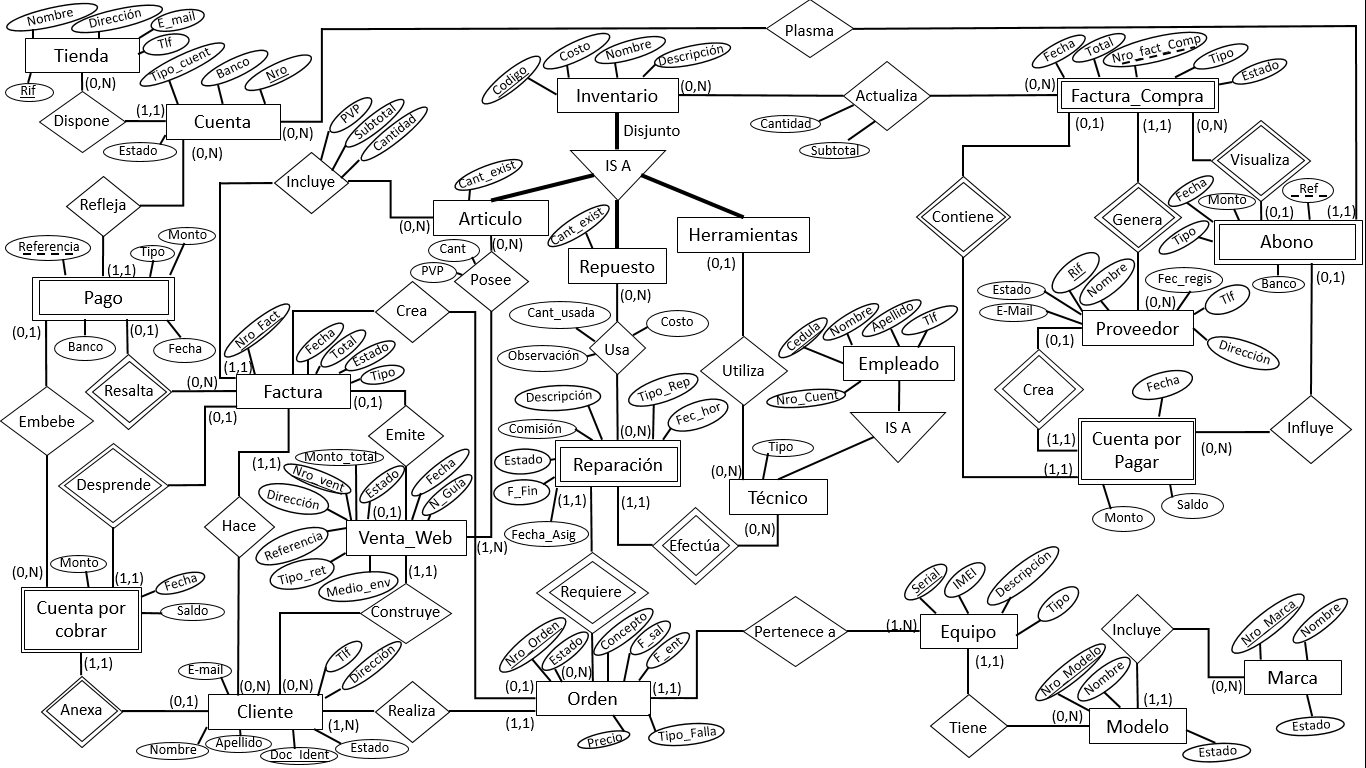 Nombre
Dirección
E_mail
Tlf
Tienda
Rif
(0,N)
Dispone
(1,1)
Tipo_cuent
Banco
Nro
Cuenta
Estado
(0,N)
(0,N)
Plasma
Refleja
PVP
Subtotal
Cantidad
Incluye
Codigo
Costo
Nombre
Descripción
Inventario
(0,N)
Disjunto
IS A
Actualiza
Cantidad
Subtotal
(0,N)
Fecha
Total
Nro_fact_Comp
Tipo
Estado
Factura_Compra
(0,1)
(1,1)
(0,N)
Visualiza
Contiene
Genera
Fecha
Monto
_Ref_
Tipo
(0,1)
(1,1)
Abono
Banco
(0,1)
Cant_exist
Articulo
(0,N)
(0,N)
Cant
PVP
Posee
Cant_exist
Repuesto
(0,N)
Herramientas
(0,1)
Referencia
Tipo
Monto
(1,1)
Pago
(0,1)
(0,1)
Banco
Fecha
Resalta
(0,N)
Embebe
Nro_Fact
(1,1)
Fecha
Total
Estado
Tipo
Factura
(0,1)
(0,1)
(1,1)
Crea
Emite
Cant_usada
Costo
Observación
Usa
Utiliza
Cedula
Nombre
Apellido
Tlf
Empleado
Nro_Cuent
IS A
Estado
E-Mail
Rif
Nombre
Fec_regis
Tlf
(0,N)
Proveedor
(0,1)
Dirección
Crea
Fecha
(1,1)
(1,1)
Cuenta por
Pagar
(0,N)
Influye
Monto
Saldo
Desprende
Hace
Monto_total
Nro_vent
Estado
Fecha
N_Guia
Dirección
(0,1)
Venta_Web
(1,N)
Referencia
Tipo_ret
Medio_env
(1,1)
Construye
Descripción
Tipo_Rep
Fec_hor
(0,N)
Comisión
Estado
F_Fin
Reparación
Fecha_Asig
(1,1)
(1,1)
Efectúa
Tipo
(0,N)
Técnico
(0,N)
Requiere
(0,N)
Monto
(1,1)
Fecha
Saldo
Cuenta por
cobrar
(1,1)
Anexa
(0,1)
E-mail
(0,N)
(0,N)
Tlf
Dirección
Cliente
(1,N)
Nombre
Apellido
Doc_Ident
Estado
Realiza
(0,1)
(1,1)
Nro_Orden
Estado
Concepto
F_sal
F_ent
(0,N)
Orden
(1,1)
Precio
Tipo_Falla
Pertenece a
(1,N)
Serial
IMEI
Descripción
Tipo
Equipo
(1,1)
Tiene
(0,N)
Nro_Modelo
Nombre
Modelo
(1,1)
Estado
Incluye
(0,N)
Nro_Marca
Nombre
Marca
Estado